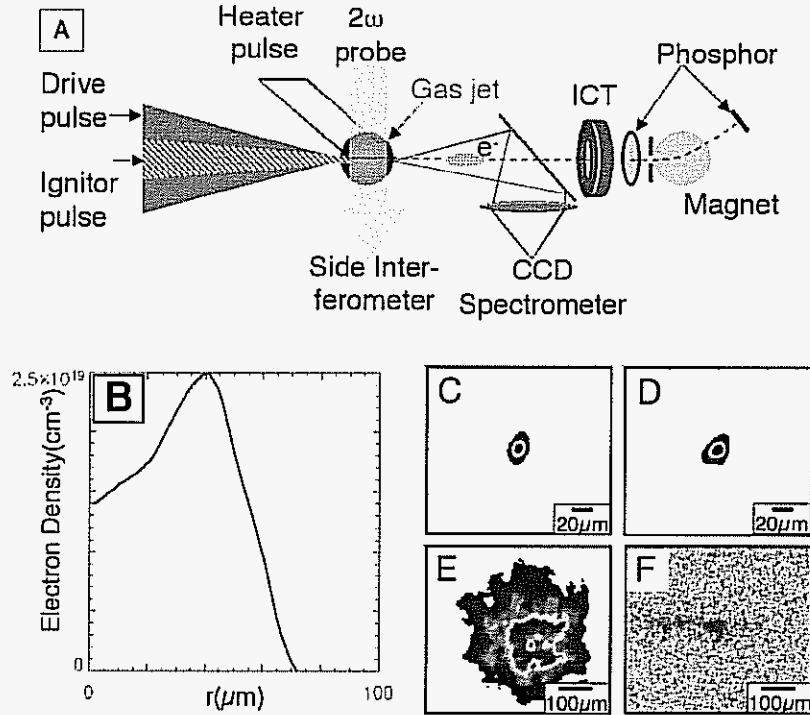 A
Heater
pulse
2ω
probe
Drive
pulse
Gas jet
ICT
Phosphor
e-
Ignitor
pulse
Magnet
Side Inter-
ferometer
CCD
Spectrometer
2.5×10¹⁹
B
Electron Density(cm-3)
0
0
r(μm)
100
C
20μm
D
20μm
E
100μm
F
100μm